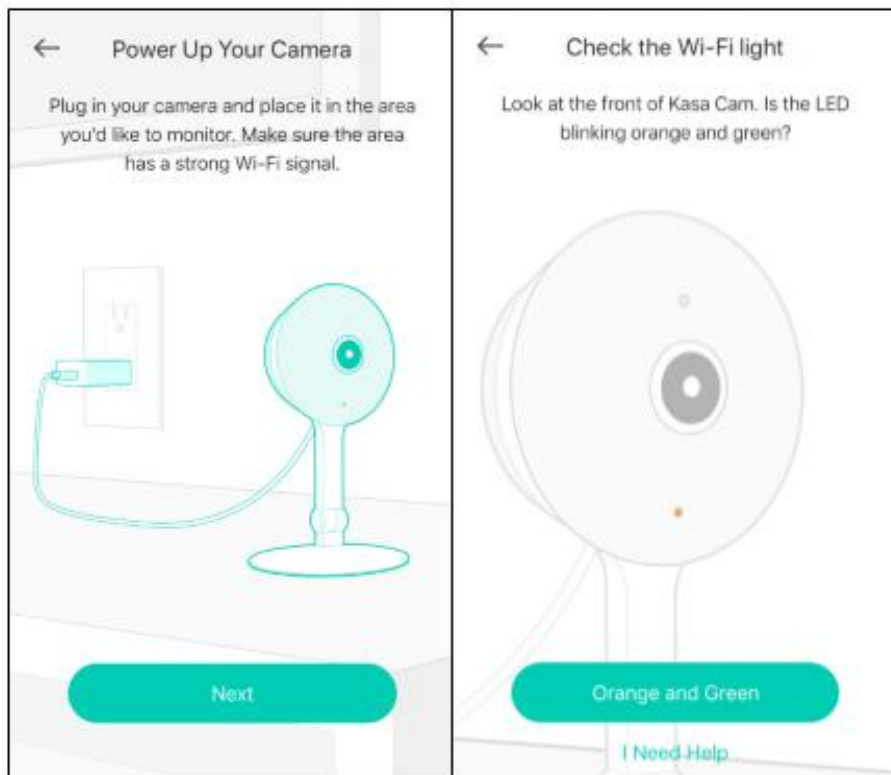 Power Up Your Camera
Plug in your camera and place it in the area
you'd like to monitor. Make sure the area
has a strong Wi-Fi signal.
Next
Check the Wi-Fi light
Look at the front of Kasa Cam. Is the LED
blinking orange and green?
Orange and Green
I Need Help